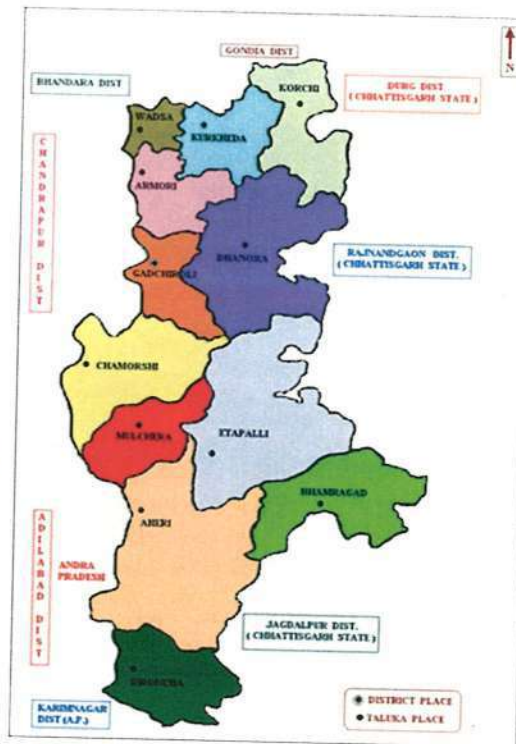 GONDIA DIST
N
BHANDARA DIST
KORCHI
DURG DIST
(CHHATTISGARH STATE)
WADSA
KURKHEDA
CHANDRAPUR DIST
ARMORI
DHANORA
RAJNANDGAON DIST.
(CHHATTISGARH STATE)
GADCHIROLI
CHAMORSHI
MULCHERA
ETAPALLI
BHAMRAGAD
AHERI
ADILABAD DIST
ANDRA
PRADESH
JAGDALPUR DIST.
(CHHATTISGARH STATE)
KARIMNAGAR
DIST (A.P.)
DISTRICT PLACE
TALUKA PLACE